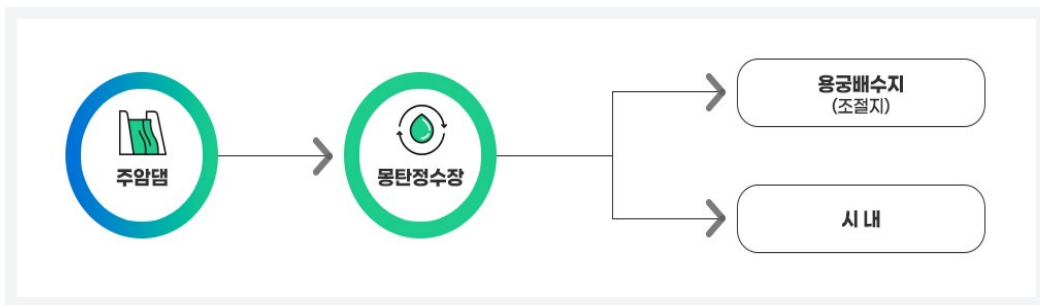 주암댐
몽탄정수장
용궁배수지
(조절지)
시 내